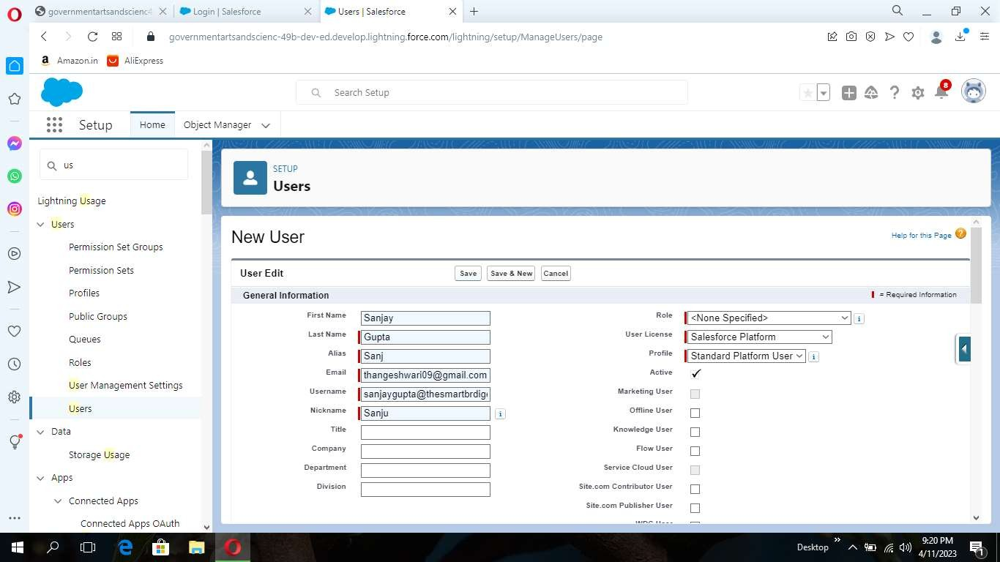 governmentartsandscienc4
Login | Salesforce
Users | Salesforce
governmentartsandscienc-49b-dev-ed.develop.lightning.force.com/lightning/setup/ManageUsers/page
Amazon.in
AliExpress
Search Setup
8
Setup
Home
Object Manager
us
Lightning Usage
Users
Permission Set Groups
Permission Sets
Profiles
Public Groups
Queues
Roles
User Management Settings
Users
Data
Storage Usage
Apps
Connected Apps
Connected Apps OAuth
SETUP
Users
New User
Help for this Page
User Edit
Save
Save & New
Cancel
General Information
= Required Information
First Name Sanjay
Last Name Gupta
Alias Sanj
Email thangeshwari09@gmail.com
Username sanjaygupta@thesmartbrdige
Nickname Sanju
Title
Company
Department
Division
Role <None Specified>
User License Salesforce Platform
Profile Standard Platform User
Active
Marketing User
Offline User
Knowledge User
Flow User
Service Cloud User
Site.com Contributor User
Site.com Publisher User
WDC User
Desktop
9:20 PM
4/11/2023
1